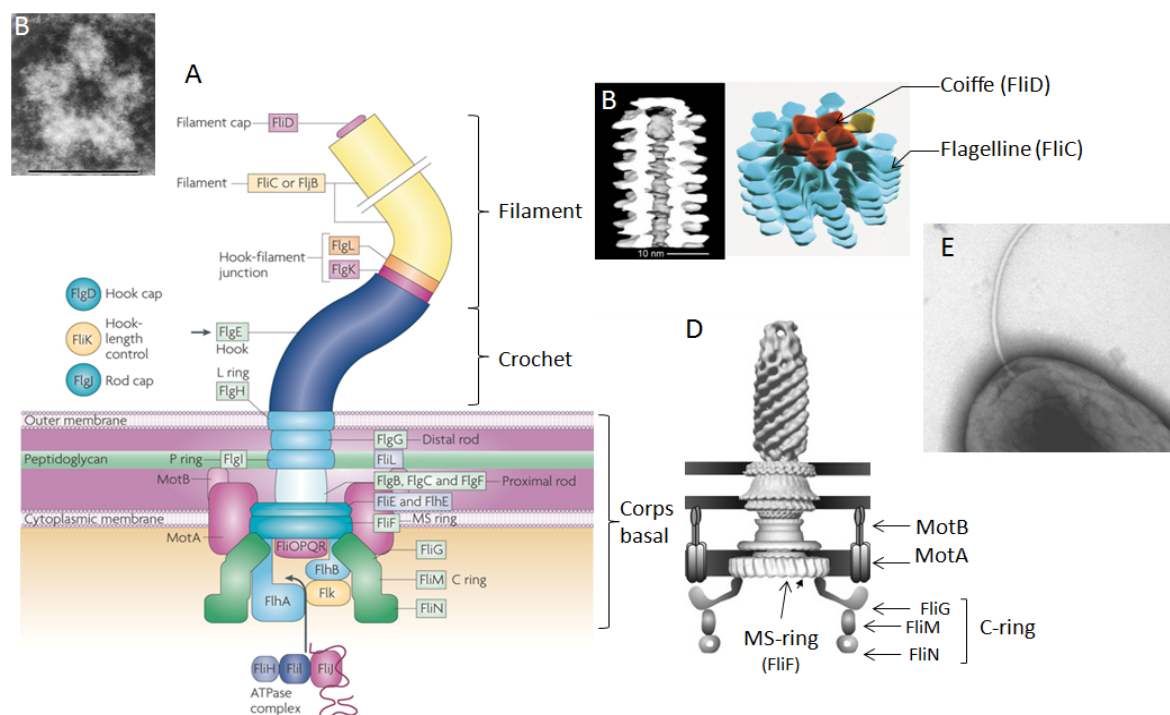 B
A
Filament cap
FliD
Filament
FliC or FljB
Hook-filament
junction
FlgL
FlgK
FlgD
Hook cap
FliK
Hook-
length
control
FlgJ
Rod cap
FlgE
Hook
L ring
FlgH
Outer membrane
FlgG
Distal rod
Peptidoglycan
P ring
FlgI
FliL
MotB
FlgB, FlgC and FlgF
Proximal rod
FliE and FlhE
Cytoplasmic membrane
FliF
MS ring
MotA
FliOPQR
FliG
FlhB
FliM
C ring
FlhA
Flk
FliN
FliH
FliI
FliJ
ATPase
complex
Filament
Crochet
Corps
basal
B
10 nm
Coiffe (FliD)
Flagelline (FliC)
E
D
MotB
MotA
FliG
FliM
FliN
C-ring
MS-ring
(FliF)